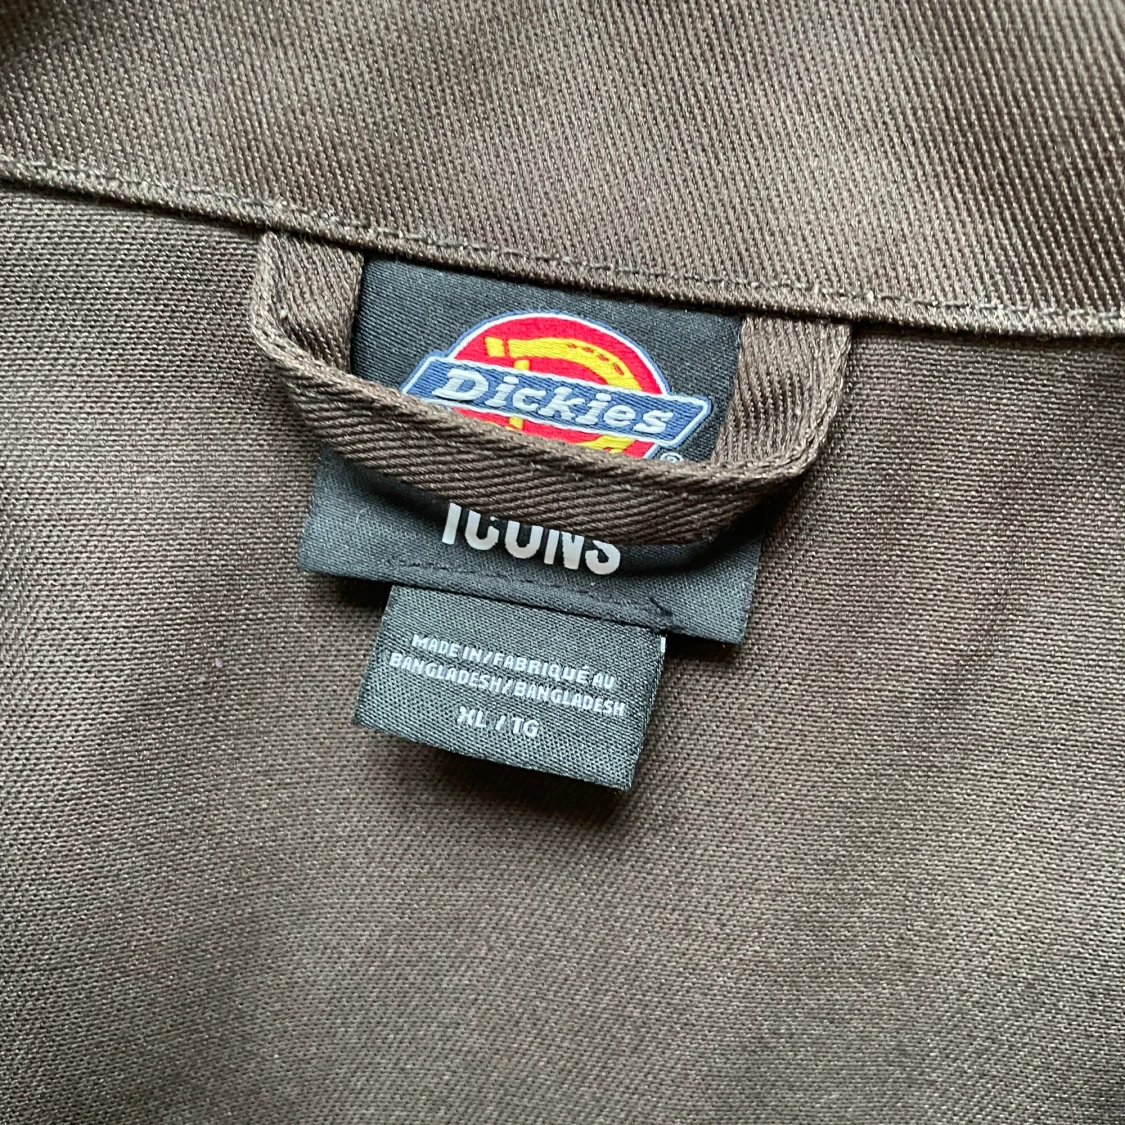 Dickies
®
ICONS
MADE IN/FABRIQUÉ AU
BANGLADESH/BANGLADESH
XL / TG